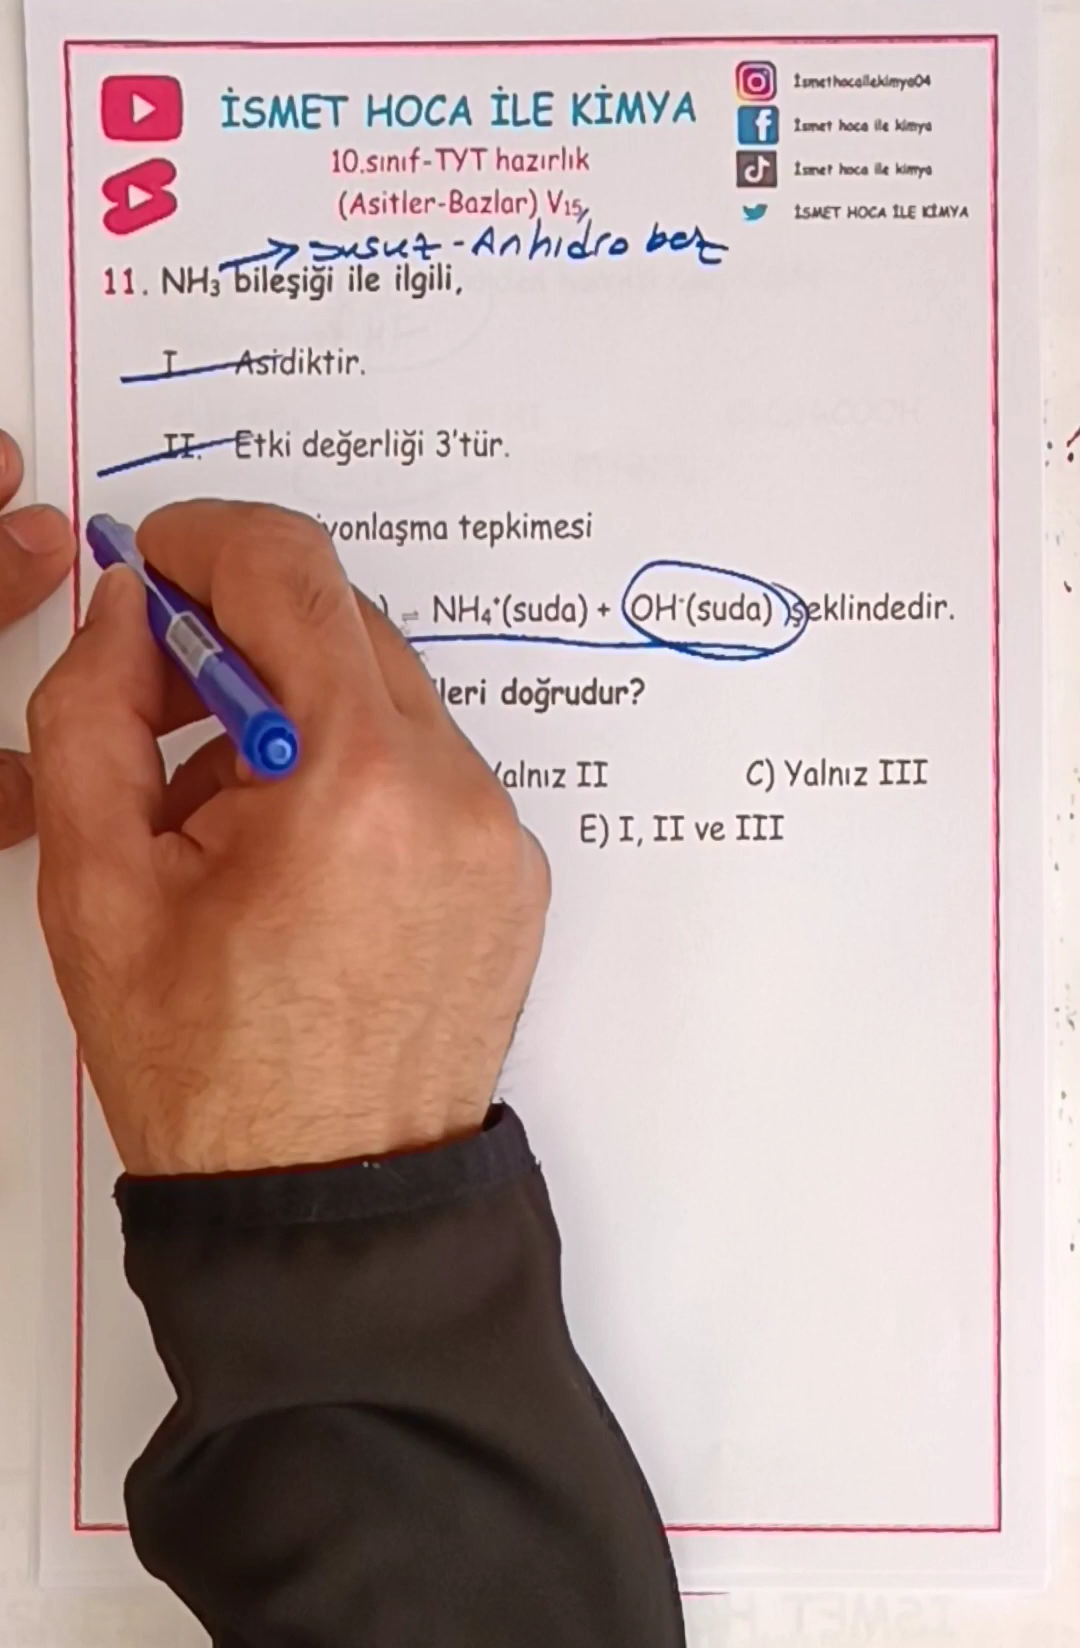 İSMET HOCA İLE KİMYA
10.sınıf-TYT hazırlık
(Asitler-Bazlar) V15
İsmethocailekimya04
İsmet hoca ile kimya
İsmet hoca ile kimya
İSMET HOCA İLE KİMYA
susuz - Anhidro baz
11. NH₃ bileşiği ile ilgili,
I. Asidiktir.
II. Etki değerliği 3'tür.
iyonlaşma tepkimesi
) ⇌ NH₄⁺(suda) + OH⁻(suda) şeklindedir.
leri doğrudur?
Yalnız II C) Yalnız III
E) I, II ve III